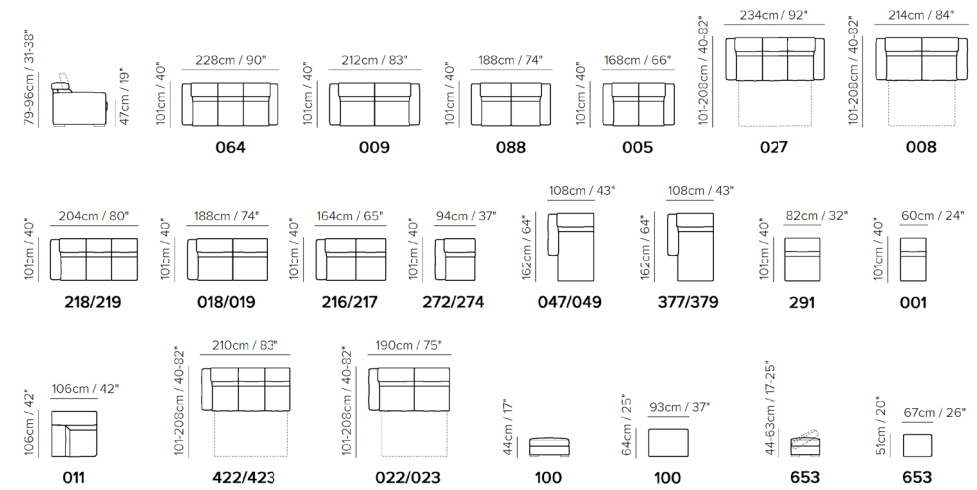 79-96cm / 31-38"
47cm / 19"
101cm / 40"
228cm / 90"
064
101cm / 40"
212cm / 83"
009
101cm / 40"
188cm / 74"
088
101cm / 40"
168cm / 66"
005
101-208cm / 40-82"
234cm / 92"
027
101-208cm / 40-82"
214cm / 84"
008
101cm / 40"
204cm / 80"
218/219
101cm / 40"
188cm / 74"
018/019
101cm / 40"
164cm / 65"
216/217
101cm / 40"
94cm / 37"
272/274
162cm / 64"
108cm / 43"
047/049
162cm / 64"
108cm / 43"
377/379
101cm / 40"
82cm / 32"
291
101cm / 40"
60cm / 24"
001
106cm / 42"
106cm / 42"
011
101-208cm / 40-82"
210cm / 83"
422/423
101-208cm / 40-82"
190cm / 75"
022/023
44cm / 17"
100
64cm / 25"
93cm / 37"
100
44-63cm / 17-25"
653
51cm / 20"
67cm / 26"
653